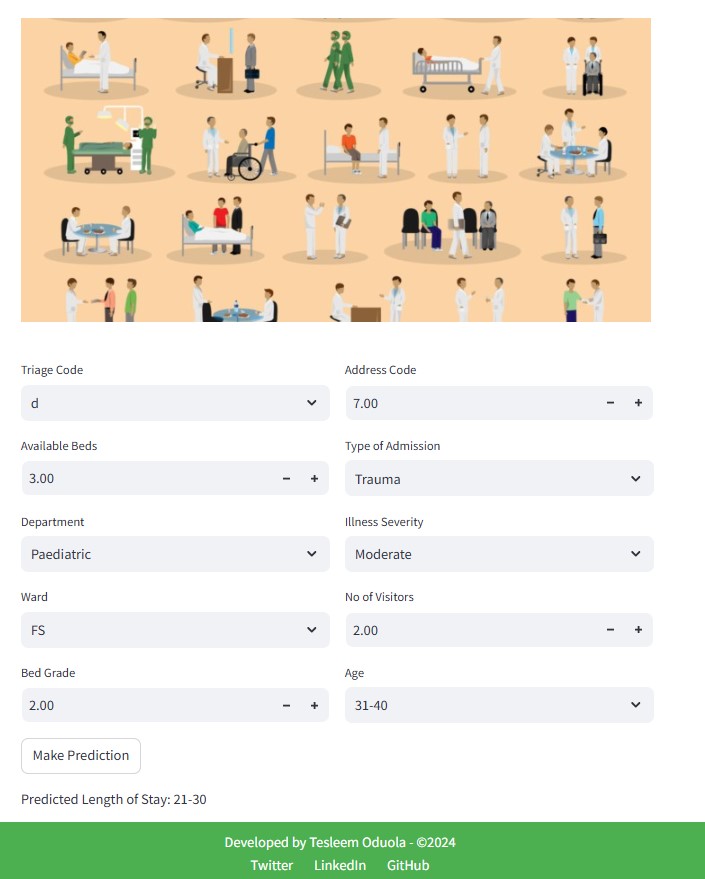 Triage Code
d
Address Code
7.00
Available Beds
3.00
Type of Admission
Trauma
Department
Paediatric
Illness Severity
Moderate
Ward
FS
No of Visitors
2.00
Bed Grade
2.00
Age
31-40
Make Prediction
Predicted Length of Stay: 21-30
Developed by Tesleem Oduola - ©2024
Twitter LinkedIn GitHub